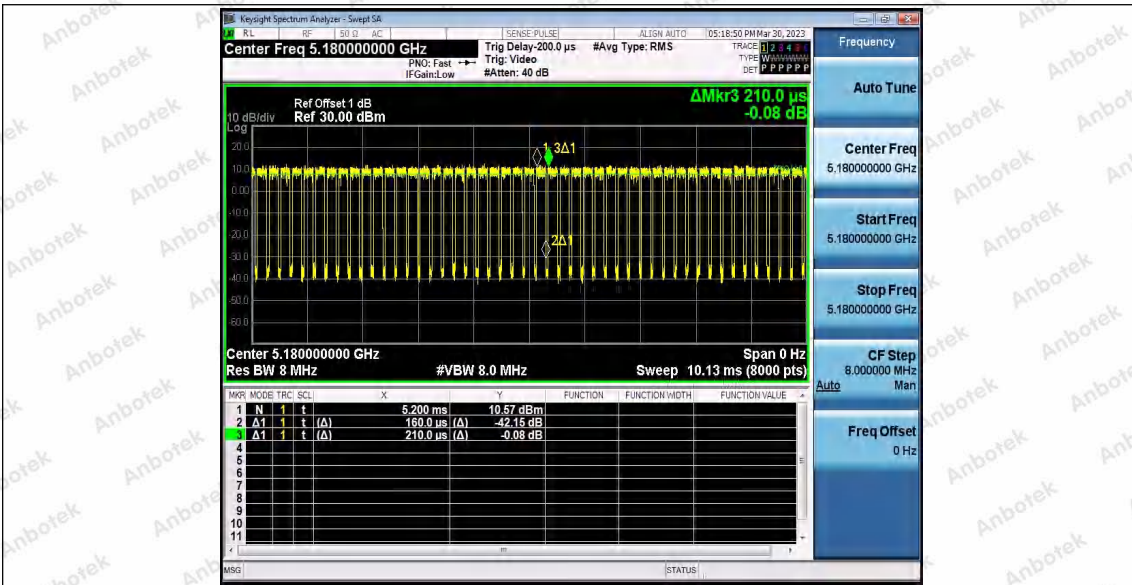 Keysight Spectrum Analyzer - Swept SA
RL RF 50 Ω AC SENSE:PULSE ALIGN AUTO 05:18:50 PM Mar 30, 2023
Center Freq 5.180000000 GHz
PNO: Fast
IFGain:Low
Trig Delay-200.0 µs
Trig: Video
#Atten: 40 dB
#Avg Type: RMS
TRACE 1 2 3 4 5 6
TYPE WWWWWW
DET P P P P P P
ΔMkr3 210.0 µs
-0.08 dB
Ref Offset 1 dB
10 dB/div Ref 30.00 dBm
Log
20.0
10.0
0.00
-10.0
-20.0
-30.0
-40.0
-50.0
-60.0
1 3Δ1
2Δ1
Center 5.180000000 GHz Span 0 Hz
Res BW 8 MHz #VBW 8.0 MHz Sweep 10.13 ms (8000 pts)
MKR MODE TRC SCL X Y FUNCTION FUNCTION WIDTH FUNCTION VALUE
1 N 1 t 5.200 ms 10.57 dBm
2 Δ1 1 t (Δ) 160.0 µs (Δ) -42.15 dB
3 Δ1 1 t (Δ) 210.0 µs (Δ) -0.08 dB
4
5
6
7
8
9
10
11
MSG STATUS
Frequency
Auto Tune
Center Freq
5.180000000 GHz
Start Freq
5.180000000 GHz
Stop Freq
5.180000000 GHz
CF Step
8.000000 MHz
Auto Man
Freq Offset
0 Hz
Anbotek